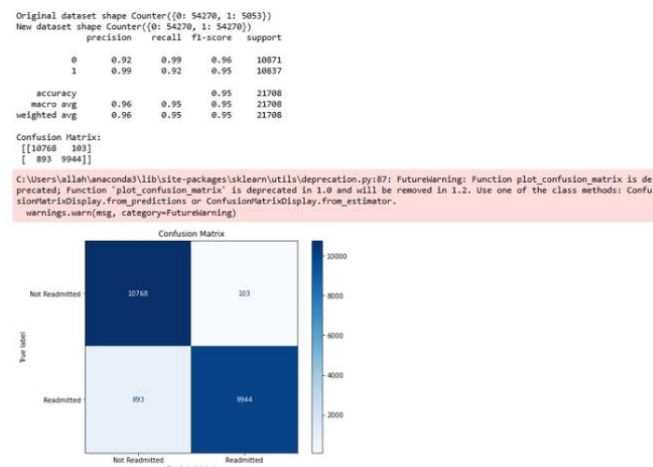 Original dataset shape Counter({0: 54270, 1: 5053})
New dataset shape Counter({0: 54270, 1: 54270})
precision recall f1-score support
0 0.92 0.99 0.96 10871
1 0.99 0.92 0.95 10837
accuracy 0.95 21708
macro avg 0.96 0.95 0.95 21708
weighted avg 0.96 0.95 0.95 21708
Confusion Matrix:
[[10768 103]
[ 893 9944]]
C:\Users\allah\anaconda3\lib\site-packages\sklearn\utils\deprecation.py:87: FutureWarning: Function plot_confusion_matrix is de
precated; Function `plot_confusion_matrix` is deprecated in 1.0 and will be removed in 1.2. Use one of the class methods: Confu
sionMatrixDisplay.from_predictions or ConfusionMatrixDisplay.from_estimator.
warnings.warn(msg, category=FutureWarning)
Confusion Matrix
10000
Not Readmitted 10768 103
8000
6000
True label
4000
Readmitted 893 9944
2000
Not Readmitted Readmitted